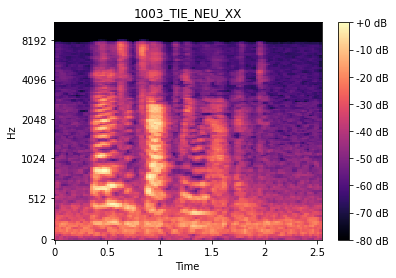 1003_TIE_NEU_XX
+0 dB
8192
-10 dB
4096
-20 dB
-30 dB
2048
Hz
-40 dB
1024
-50 dB
512
-60 dB
-70 dB
0
-80 dB
0 0.5 1 1.5 2 2.5
Time